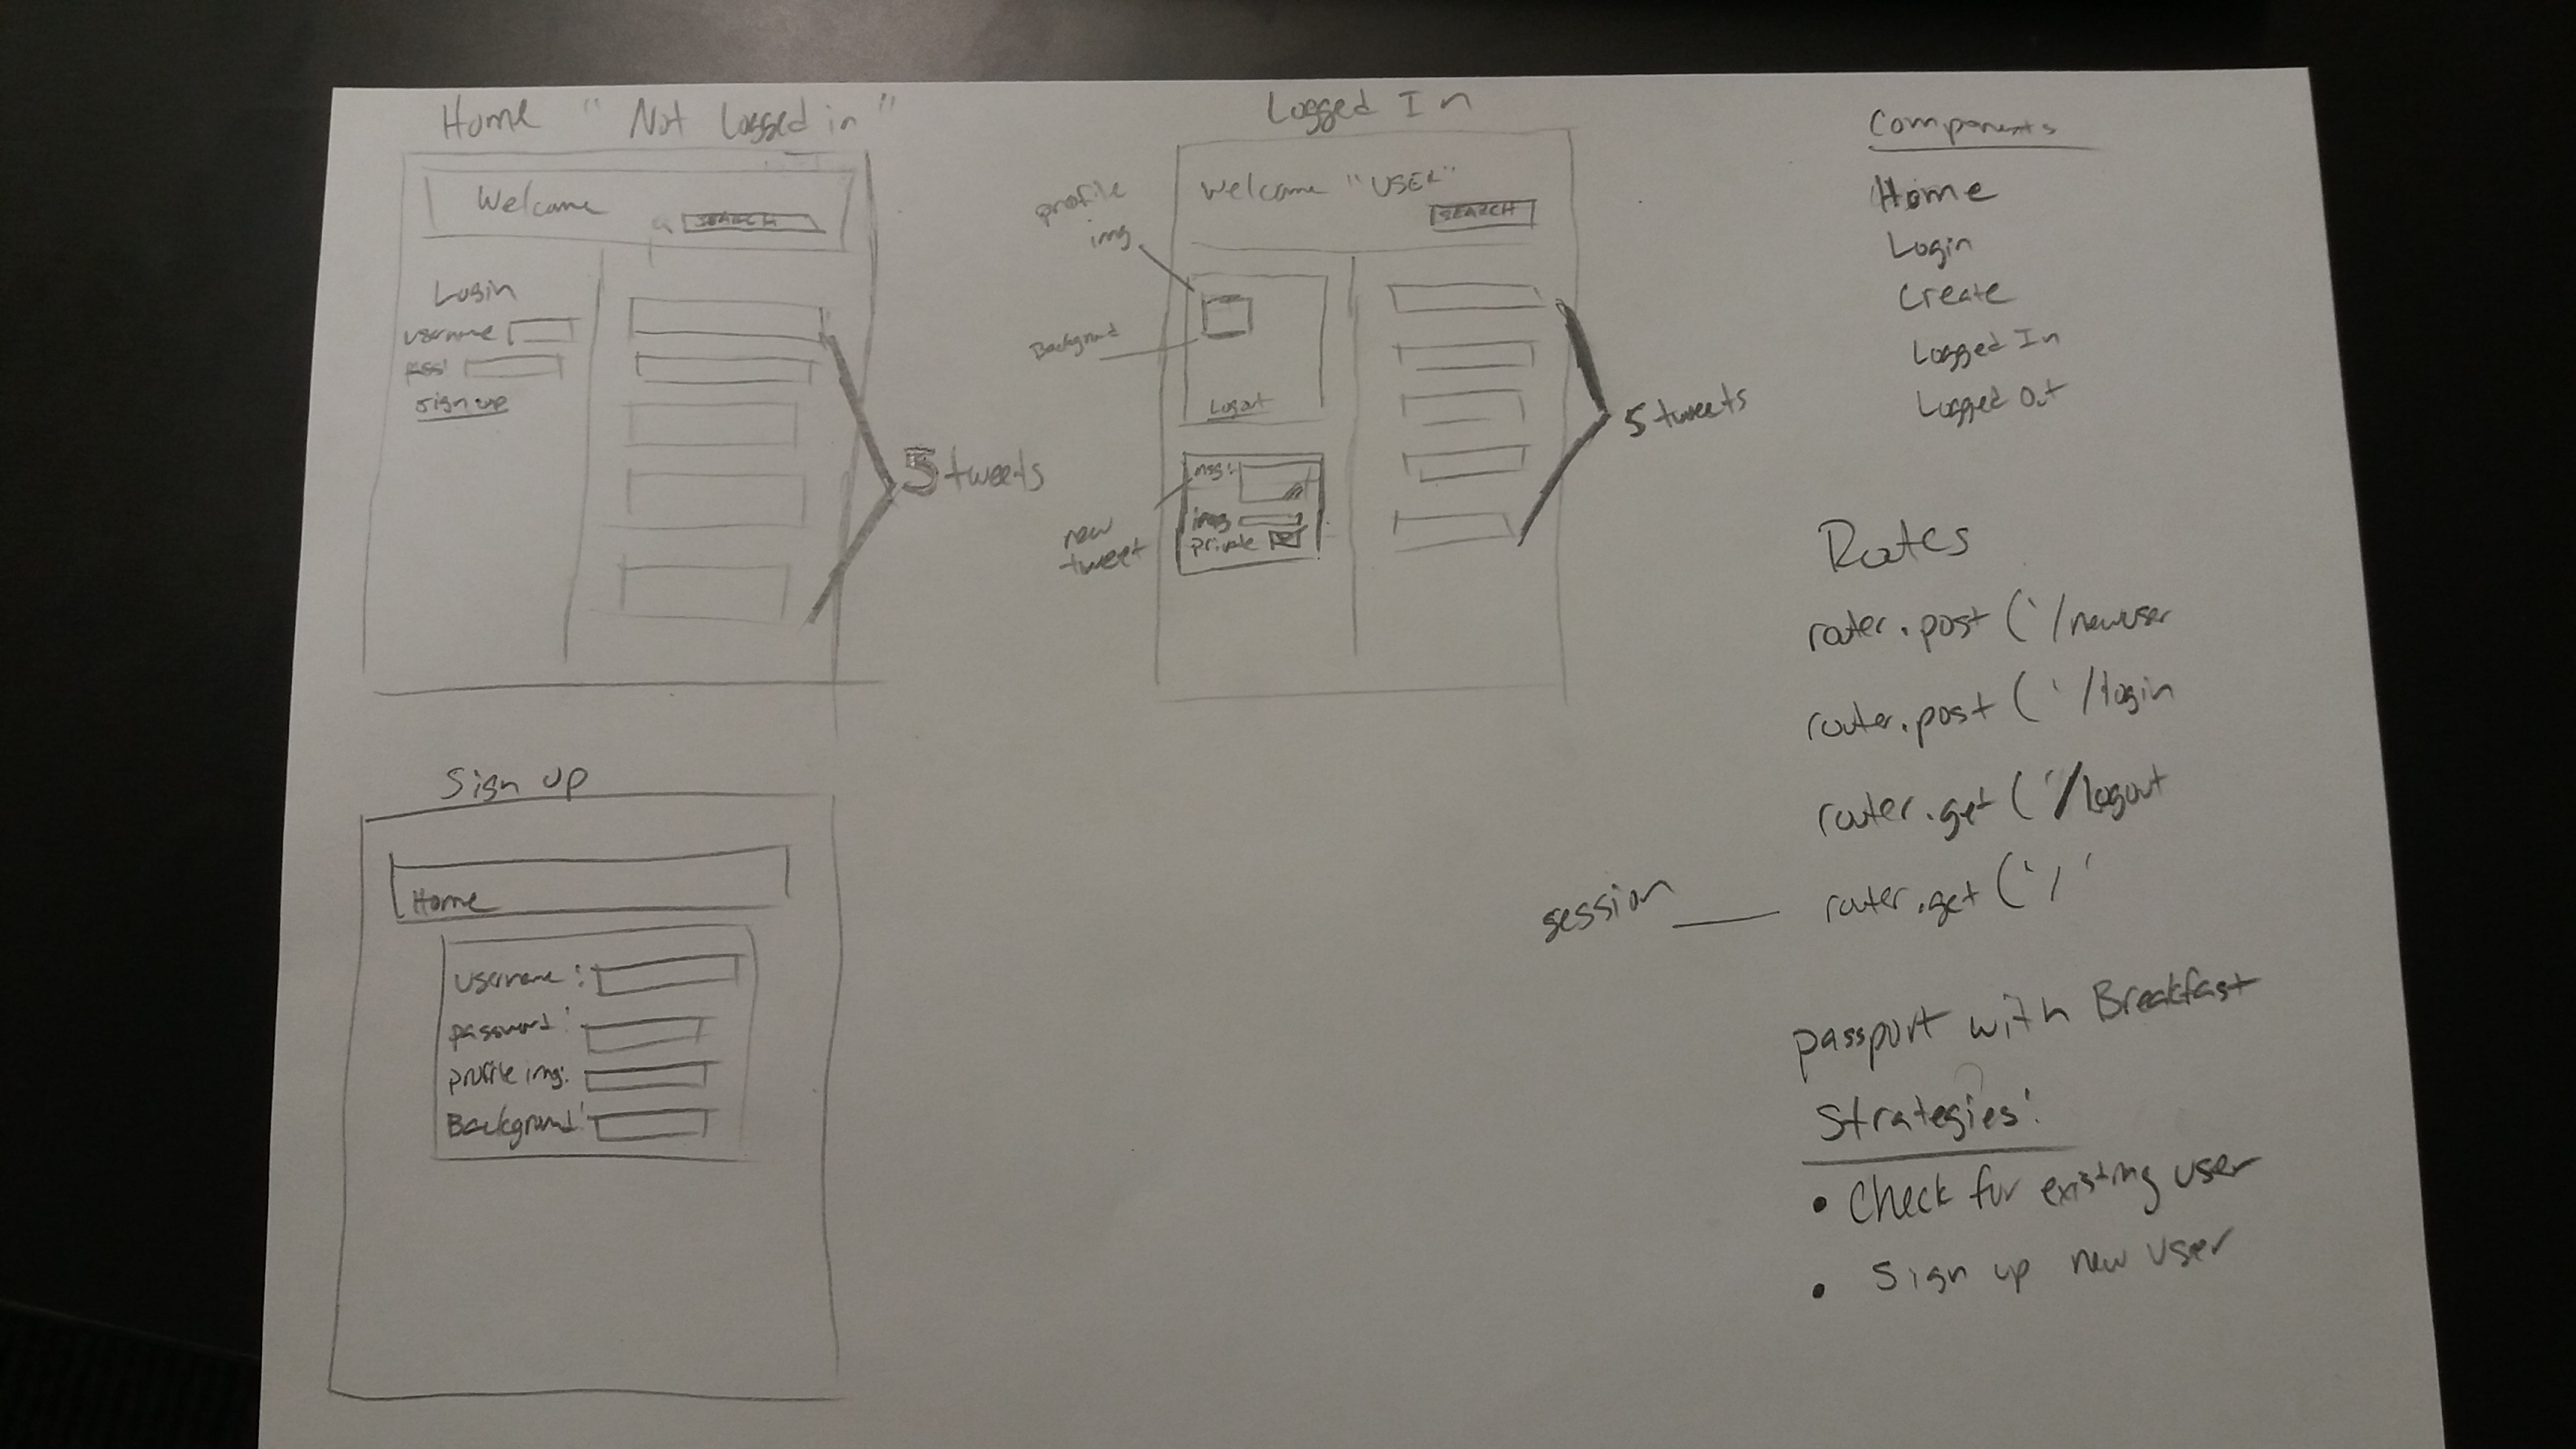 Home "Not Logged in"
Welcome
SEARCH
Login
username
pass:
sign up
5 tweets
Logged In
Welcome "USER"
SEARCH
profile
img
Background
Logout
msg:
img
private
new
tweet
5 tweets
Sign up
Home
username:
password:
profile img:
Background:
Components
Home
Login
Create
Logged In
Logged Out
Routes
router.post('/newuser
router.post('/login
router.get('/logout
session — router.get('/'
passport with Breakfast
Strategies:
• Check for existing user
• Sign up new user